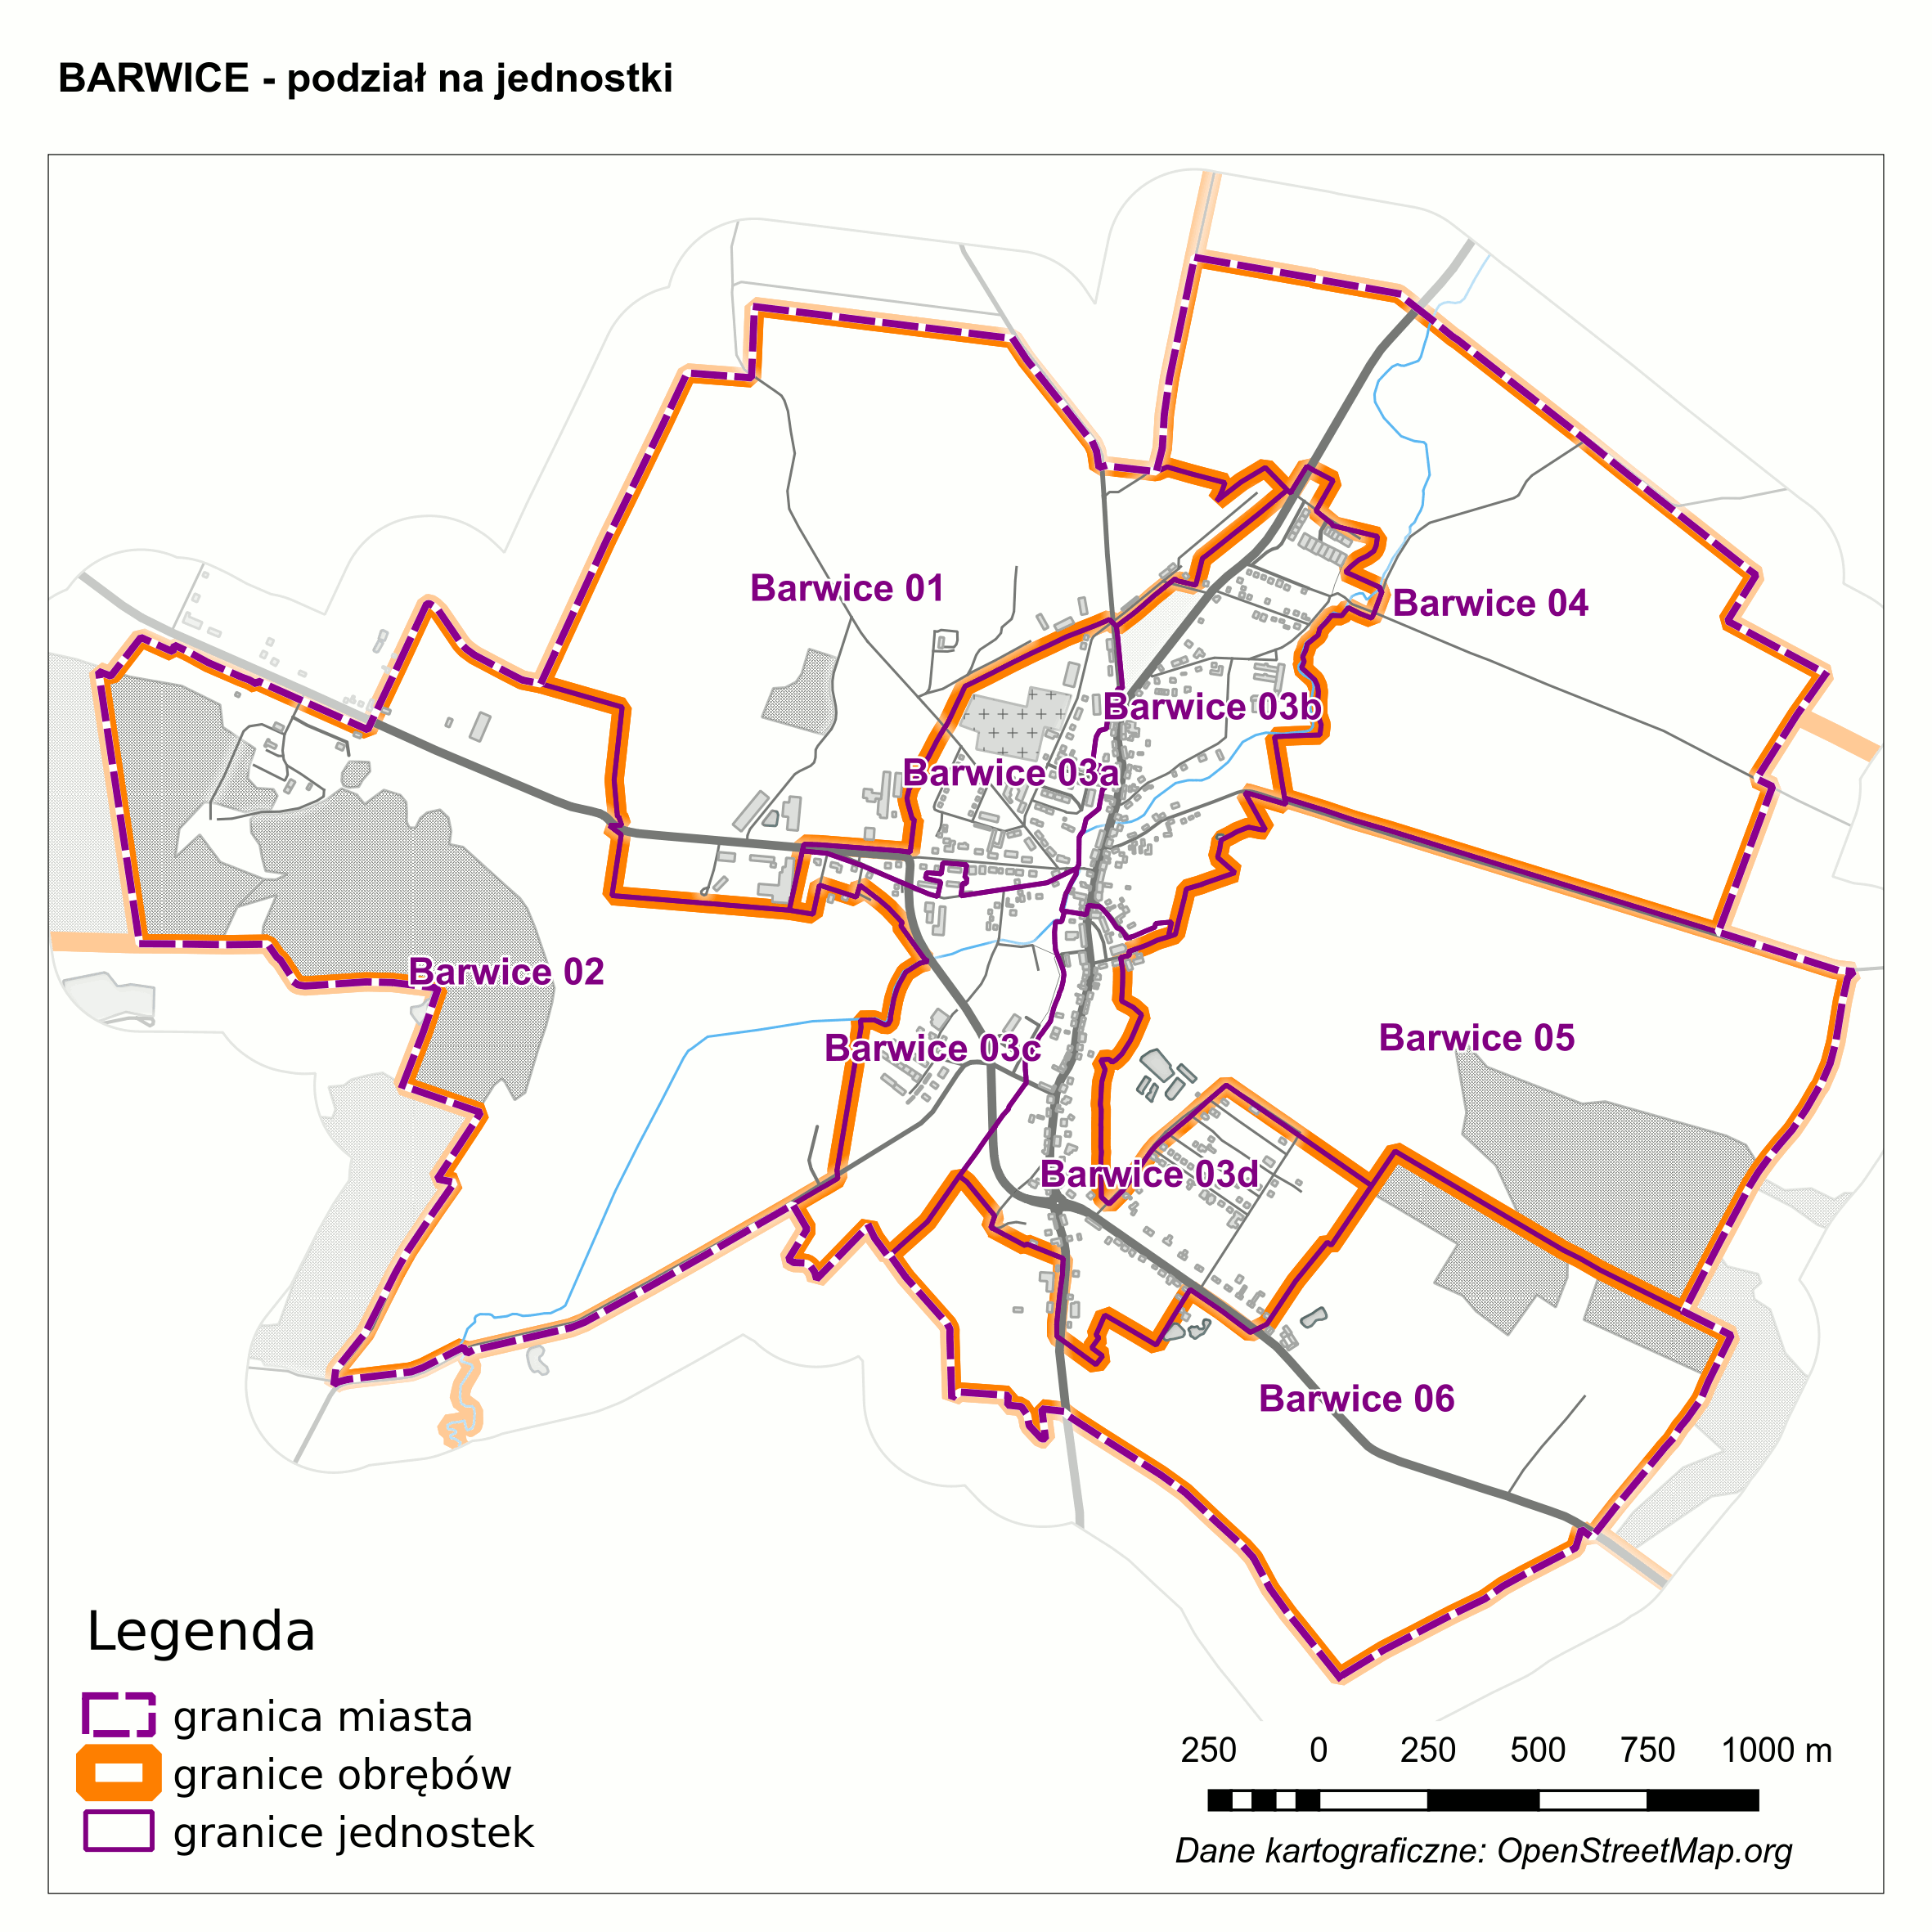 BARWICE - podział na jednostki
Barwice 01
Barwice 04
Barwice 03b
Barwice 03a
Barwice 02
Barwice 05
Barwice 03c
Barwice 03d
Barwice 06
Legenda
granica miasta
granice obrębów
granice jednostek
250 0 250 500 750 1000 m
Dane kartograficzne: OpenStreetMap.org